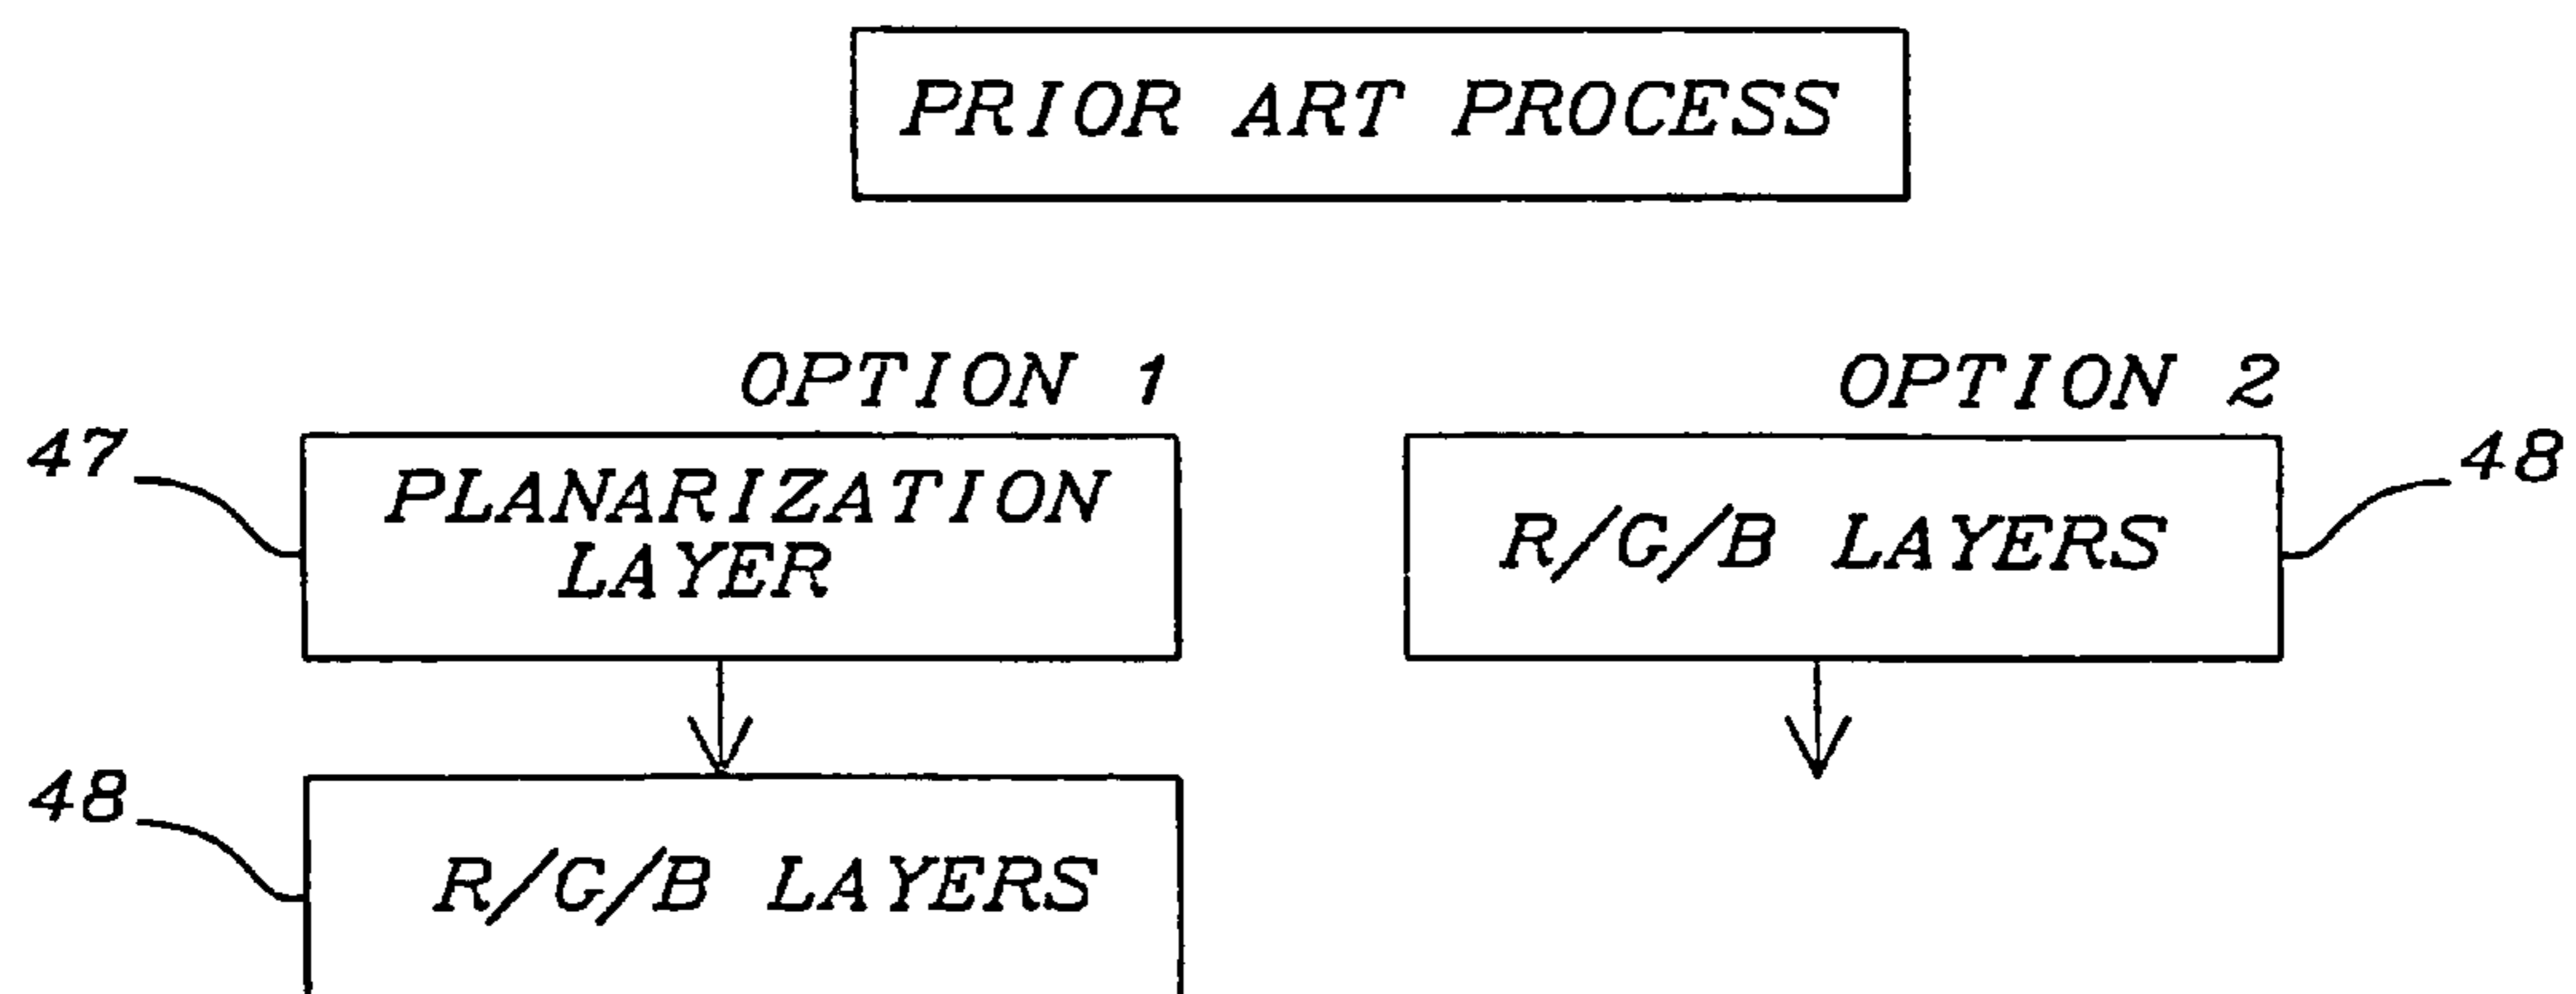 PRIOR ART PROCESS
OPTION 1
47
PLANARIZATION
LAYER
48
R/G/B LAYERS
OPTION 2
R/G/B LAYERS
48